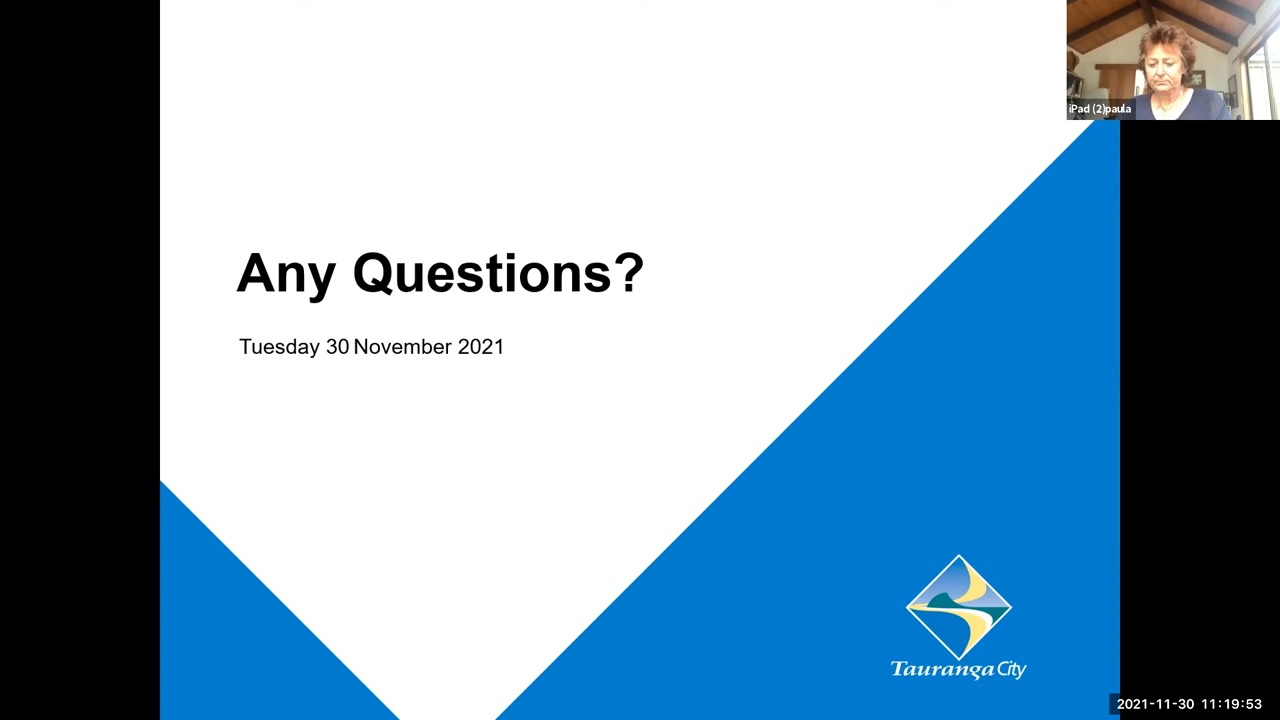 iPad (2)paula
Any Questions?
Tuesday 30 November 2021
Tauranga City
2021-11-30 11:19:53